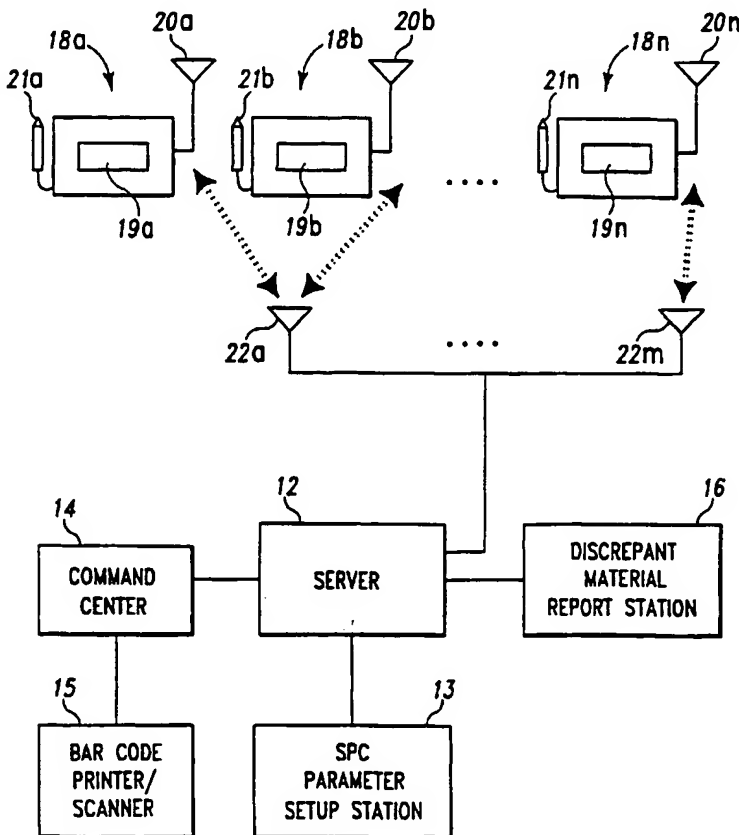 20a
20b
20n
18a
18b
18n
21a
21b
21n
19a
19b
19n
22a
22m
14
12
16
COMMAND
CENTER
SERVER
DISCREPANT
MATERIAL
REPORT STATION
15
13
BAR CODE
PRINTER/
SCANNER
SPC
PARAMETER
SETUP STATION